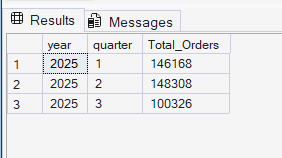 Results Messages
year quarter Total_Orders
1 2025 1 146168
2 2025 2 148308
3 2025 3 100326